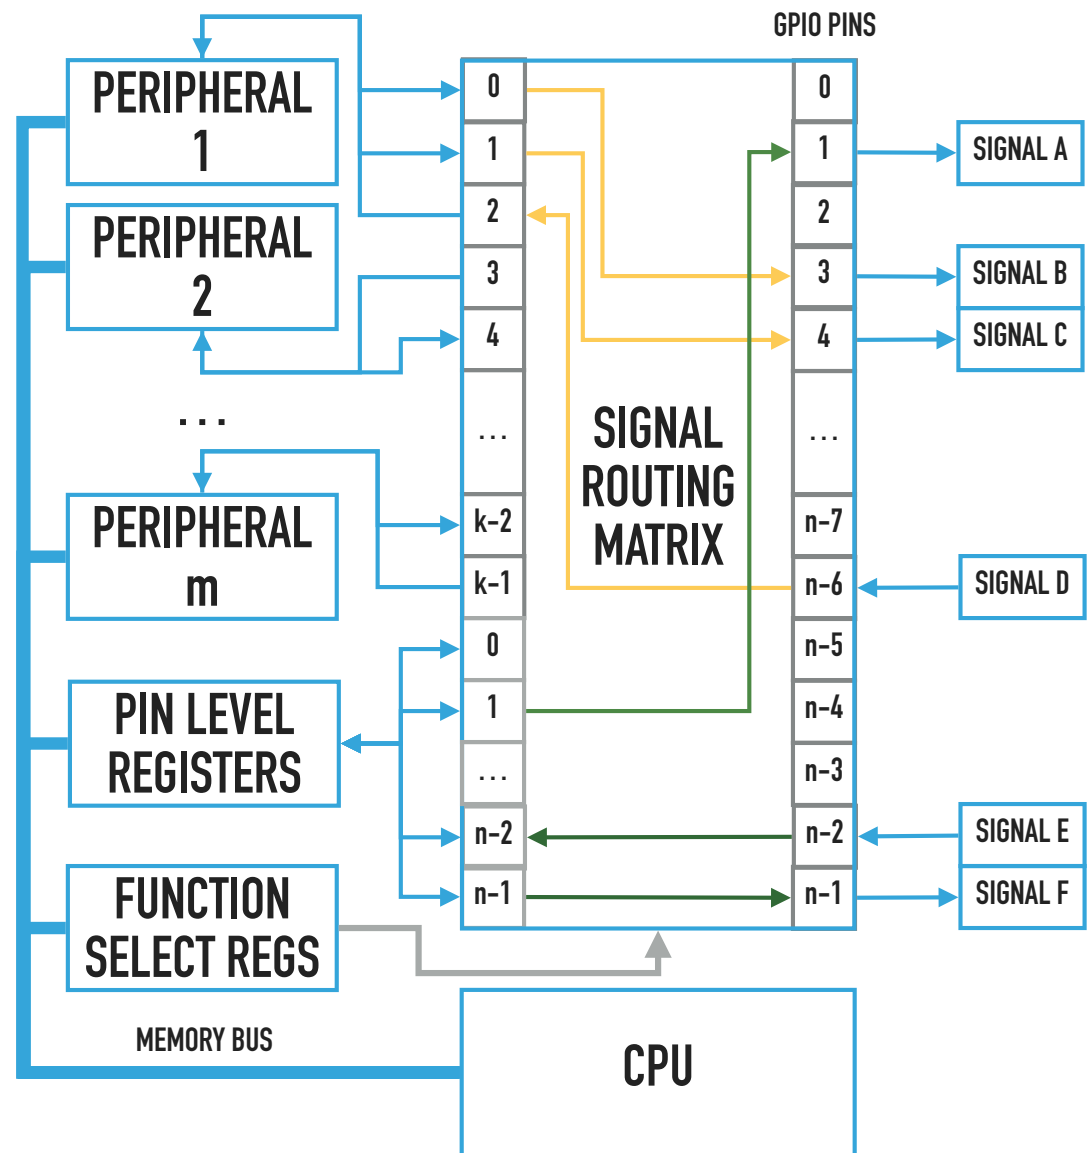 GPIO PINS
PERIPHERAL
1
PERIPHERAL
2
...
PERIPHERAL
m
PIN LEVEL
REGISTERS
FUNCTION
SELECT REGS
MEMORY BUS
0
1
2
3
4
...
k-2
k-1
0
1
...
n-2
n-1
SIGNAL
ROUTING
MATRIX
0
1
2
3
4
...
n-7
n-6
n-5
n-4
n-3
n-2
n-1
SIGNAL A
SIGNAL B
SIGNAL C
SIGNAL D
SIGNAL E
SIGNAL F
CPU